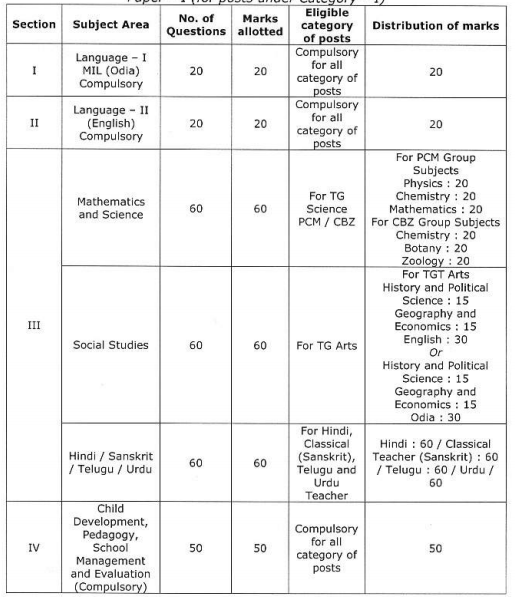 Paper – I (for posts under Category – I)
Section
Subject Area
No. of
Questions
Marks
allotted
Eligible
category
of posts
Distribution of marks
I
Language – I
MIL (Odia)
Compulsory
20
20
Compulsory
for all
category of
posts
20
II
Language – II
(English)
Compulsory
20
20
Compulsory
for all
category of
posts
20
III
Mathematics
and Science
60
60
For TG
Science
PCM / CBZ
For PCM Group
Subjects
Physics : 20
Chemistry : 20
Mathematics : 20
For CBZ Group Subjects
Chemistry : 20
Botany : 20
Zoology : 20
Social Studies
60
60
For TG Arts
For TGT Arts
History and Political
Science : 15
Geography and
Economics : 15
English : 30
Or
History and Political
Science : 15
Geography and
Economics : 15
Odia : 30
Hindi / Sanskrit
/ Telugu / Urdu
60
60
For Hindi,
Classical
(Sanskrit),
Telugu and
Urdu
Teacher
Hindi : 60 / Classical
Teacher (Sanskrit) : 60
/ Telugu : 60 / Urdu /
60
IV
Child
Development,
Pedagogy,
School
Management
and Evaluation
(Compulsory)
50
50
Compulsory
for all
category of
posts
50